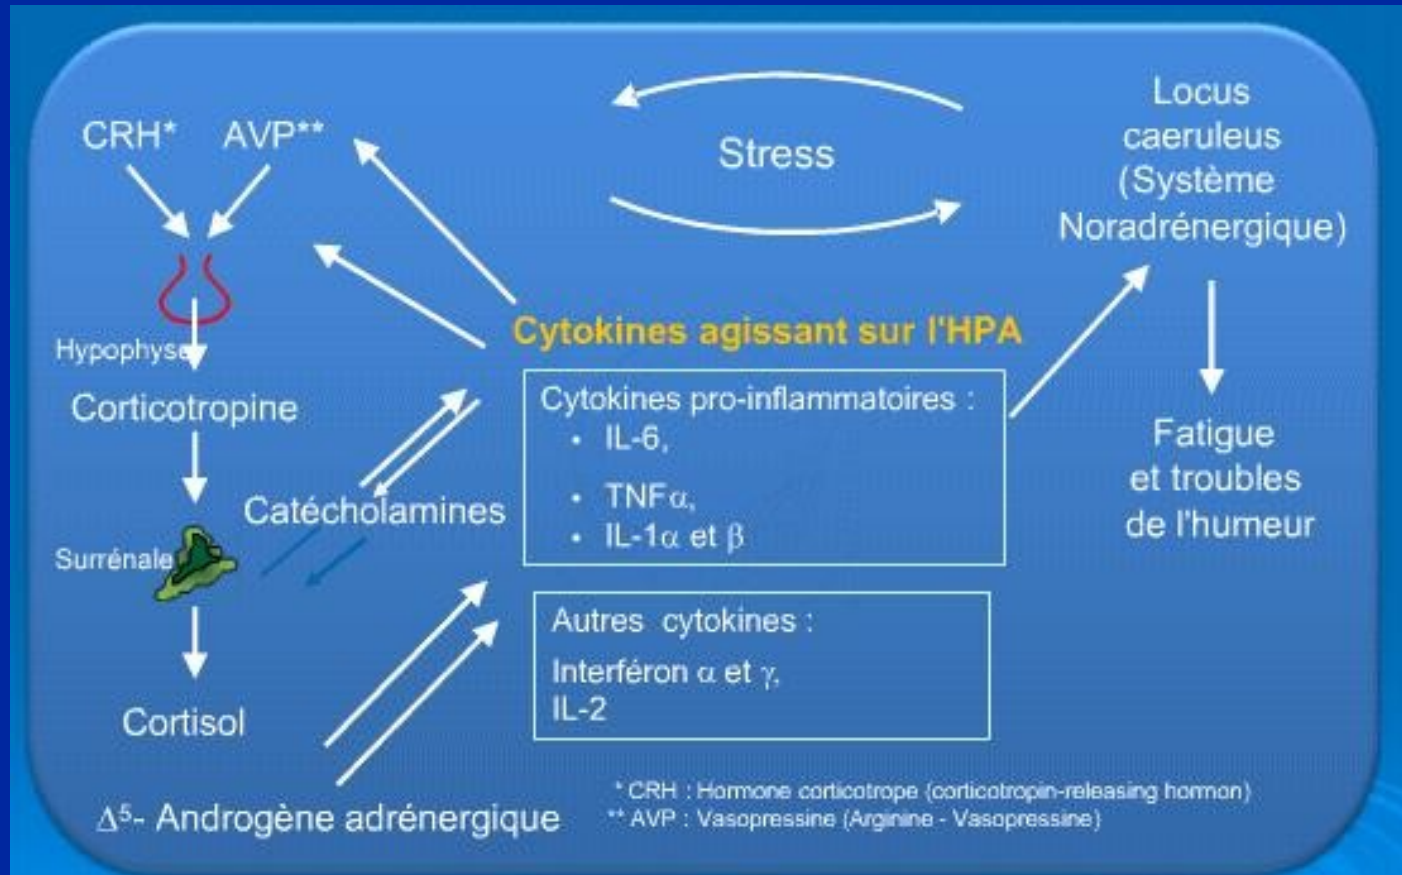 CRH* AVP**
Stress
Locus
caeruleus
(Système
Noradrénergique)
Cytokines agissant sur l'HPA
Hypophyse
Corticotropine
Cytokines pro-inflammatoires :
• IL-6,
• TNFα,
• IL-1α et β
Fatigue
et troubles
de l'humeur
Catécholamines
Surrénale
Autres cytokines :
Interféron α et γ,
IL-2
Cortisol
Δ⁵- Androgène adrénergique
* CRH : Hormone corticotrope (corticotropin-releasing hormon)
** AVP : Vasopressine (Arginine - Vasopressine)